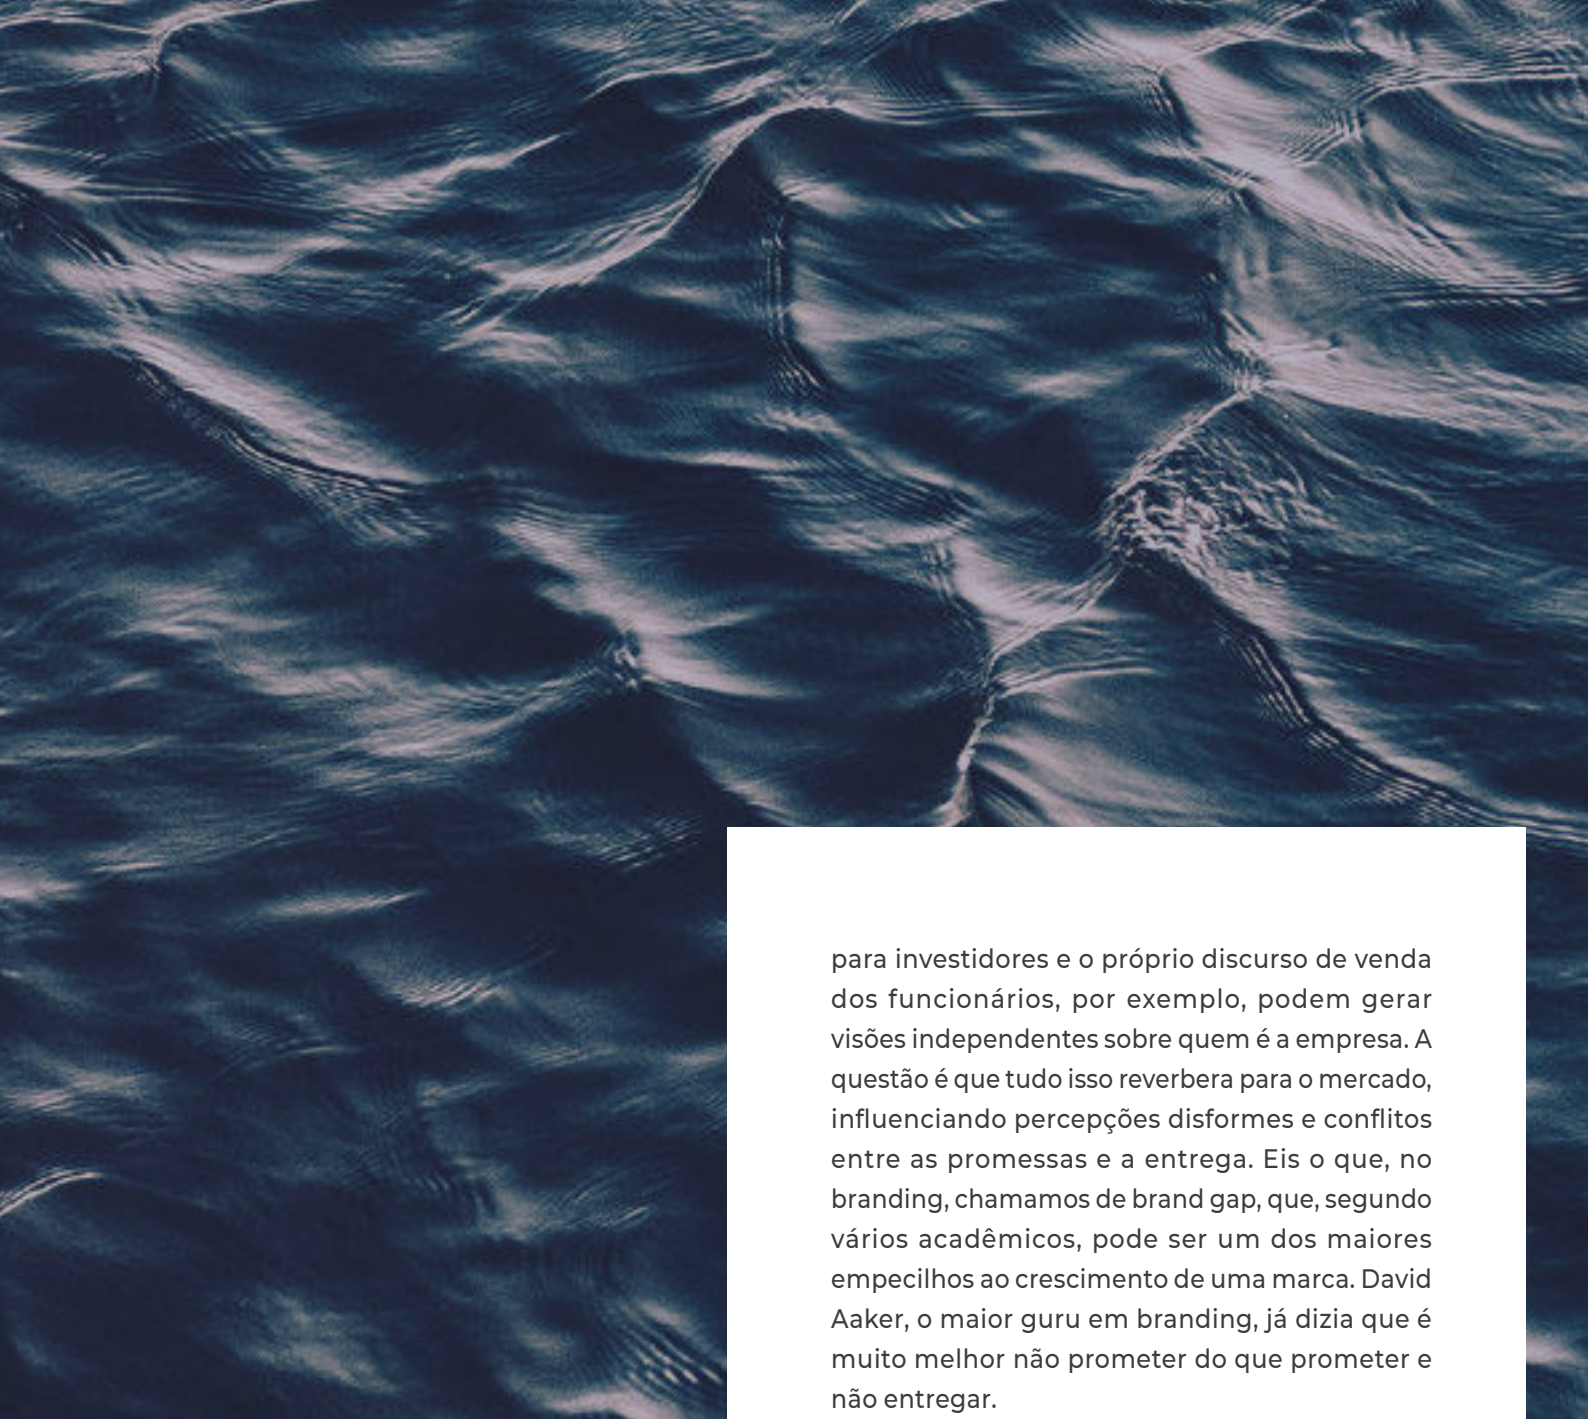 para investidores e o próprio discurso de venda
dos funcionários, por exemplo, podem gerar
visões independentes sobre quem é a empresa. A
questão é que tudo isso reverbera para o mercado,
influenciando percepções disformes e conflitos
entre as promessas e a entrega. Eis o que, no
branding, chamamos de brand gap, que, segundo
vários acadêmicos, pode ser um dos maiores
empecilhos ao crescimento de uma marca. David
Aaker, o maior guru em branding, já dizia que é
muito melhor não prometer do que prometer e
não entregar.